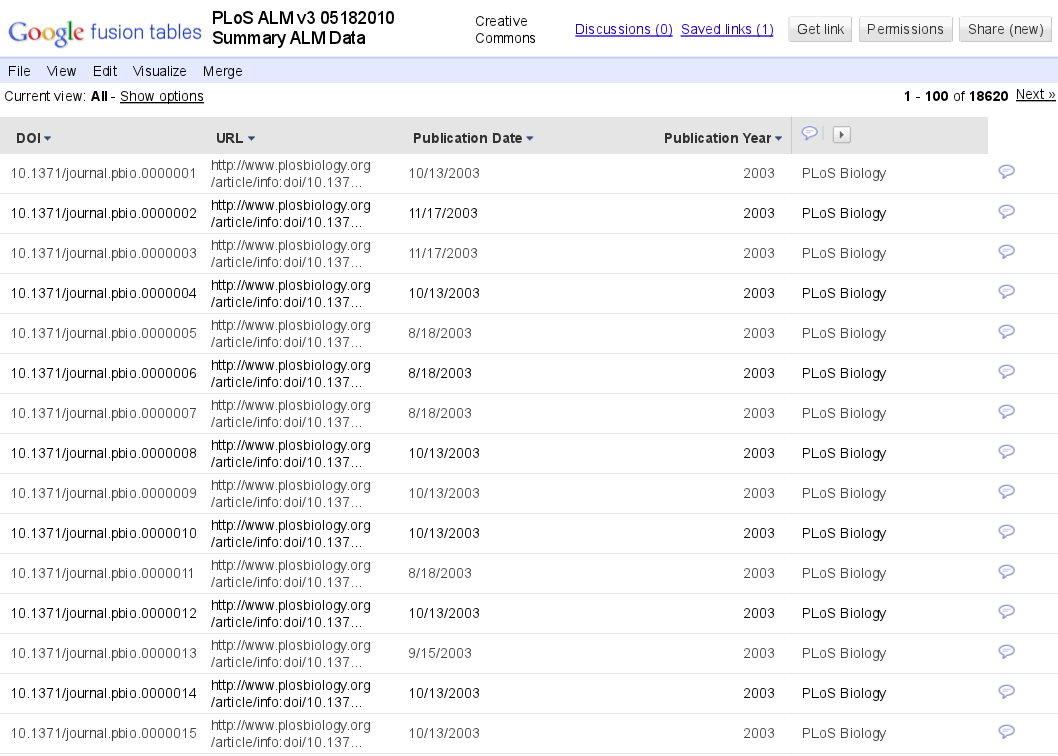 Google fusion tables
PLoS ALM v3 05182010
Summary ALM Data
Creative
Commons
Discussions (0) Saved links (1) Get link Permissions Share (new)
File View Edit Visualize Merge
Current view: All - Show options
1 - 100 of 18620 Next »
DOI URL Publication Date Publication Year
10.1371/journal.pbio.0000001 http://www.plosbiology.org 10/13/2003 2003 PLoS Biology
/article/info:doi/10.137...
10.1371/journal.pbio.0000002 http://www.plosbiology.org 11/17/2003 2003 PLoS Biology
/article/info:doi/10.137...
10.1371/journal.pbio.0000003 http://www.plosbiology.org 11/17/2003 2003 PLoS Biology
/article/info:doi/10.137...
10.1371/journal.pbio.0000004 http://www.plosbiology.org 10/13/2003 2003 PLoS Biology
/article/info:doi/10.137...
10.1371/journal.pbio.0000005 http://www.plosbiology.org 8/18/2003 2003 PLoS Biology
/article/info:doi/10.137...
10.1371/journal.pbio.0000006 http://www.plosbiology.org 8/18/2003 2003 PLoS Biology
/article/info:doi/10.137...
10.1371/journal.pbio.0000007 http://www.plosbiology.org 8/18/2003 2003 PLoS Biology
/article/info:doi/10.137...
10.1371/journal.pbio.0000008 http://www.plosbiology.org 10/13/2003 2003 PLoS Biology
/article/info:doi/10.137...
10.1371/journal.pbio.0000009 http://www.plosbiology.org 10/13/2003 2003 PLoS Biology
/article/info:doi/10.137...
10.1371/journal.pbio.0000010 http://www.plosbiology.org 10/13/2003 2003 PLoS Biology
/article/info:doi/10.137...
10.1371/journal.pbio.0000011 http://www.plosbiology.org 8/18/2003 2003 PLoS Biology
/article/info:doi/10.137...
10.1371/journal.pbio.0000012 http://www.plosbiology.org 10/13/2003 2003 PLoS Biology
/article/info:doi/10.137...
10.1371/journal.pbio.0000013 http://www.plosbiology.org 9/15/2003 2003 PLoS Biology
/article/info:doi/10.137...
10.1371/journal.pbio.0000014 http://www.plosbiology.org 10/13/2003 2003 PLoS Biology
/article/info:doi/10.137...
10.1371/journal.pbio.0000015 http://www.plosbiology.org 10/13/2003 2003 PLoS Biology
/article/info:doi/10.137...